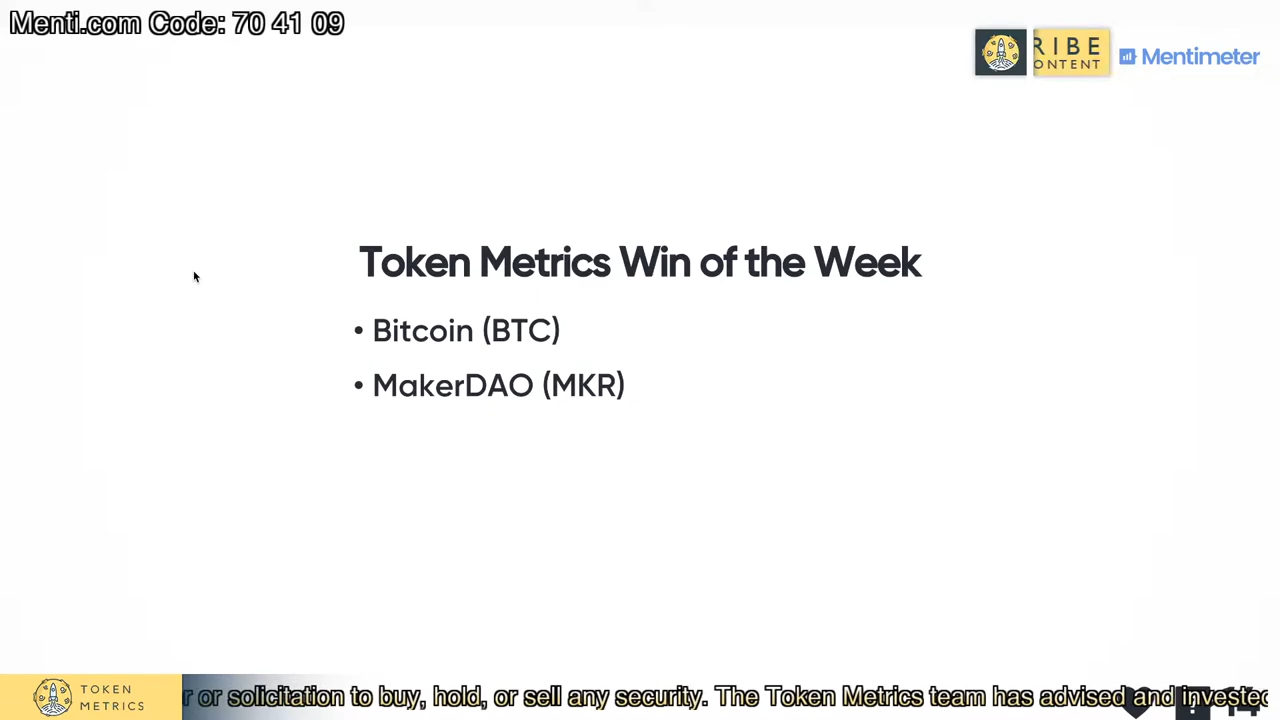 Menti.com Code: 70 41 09
RIBE
ONTENT
Mentimeter
Token Metrics Win of the Week
• Bitcoin (BTC)
• MakerDAO (MKR)
TOKEN
METRICS
r or solicitation to buy, hold, or sell any security. The Token Metrics team has advised and invested